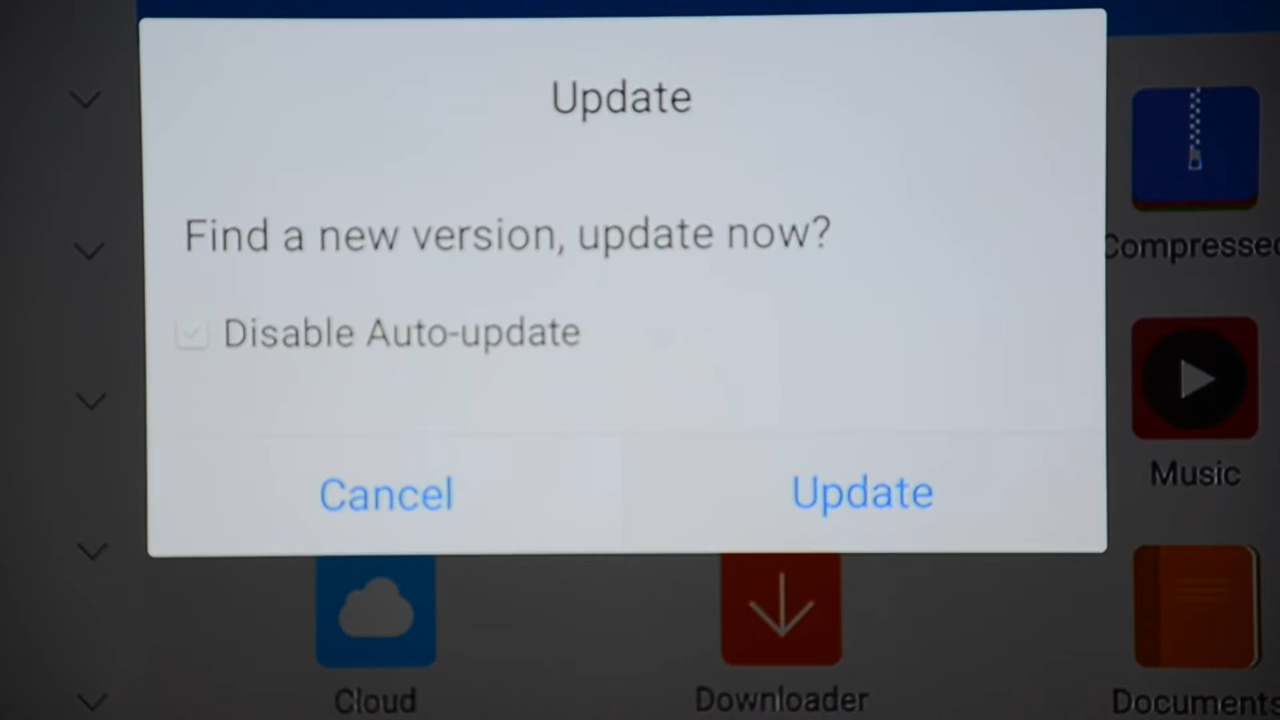 Update
Find a new version, update now?
Disable Auto-update
Cancel
Update
Compressed
Music
Cloud
Downloader
Documents